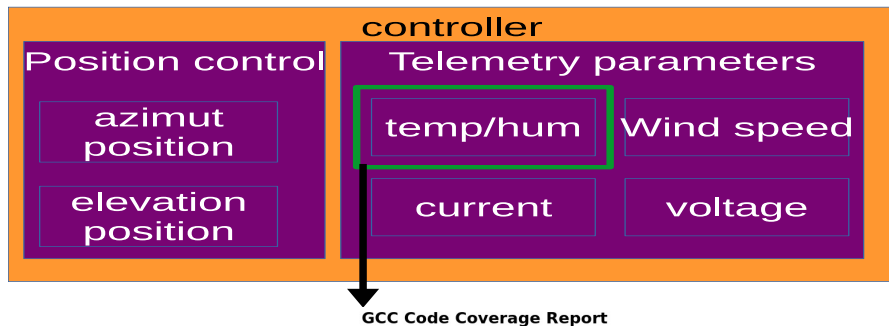 controller
Position control
azimut
position
elevation
position
Telemetry parameters
temp/hum
Wind speed
current
voltage
GCC Code Coverage Report